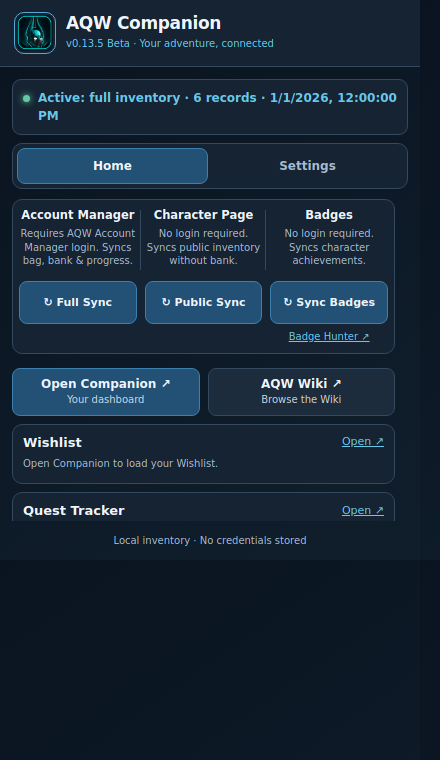 AQW Companion
v0.13.5 Beta · Your adventure, connected
Active: full inventory · 6 records · 1/1/2026, 12:00:00
PM
Home
Settings
Account Manager
Requires AQW Account
Manager login. Syncs
bag, bank & progress.
Character Page
No login required.
Syncs public inventory
without bank.
Badges
No login required.
Syncs character
achievements.
↻ Full Sync
↻ Public Sync
↻ Sync Badges
Badge Hunter ↗
Open Companion ↗
Your dashboard
AQW Wiki ↗
Browse the Wiki
Wishlist
Open ↗
Open Companion to load your Wishlist.
Quest Tracker
Open ↗
Local inventory · No credentials stored